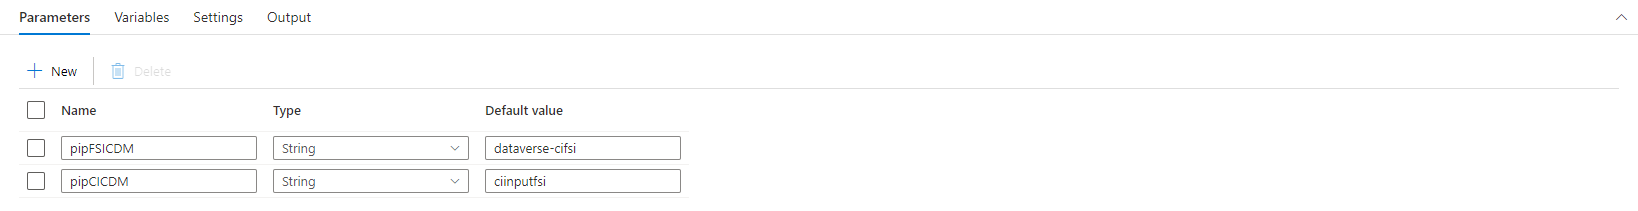 Parameters Variables Settings Output
New Delete
Name Type Default value
pipFSICDM String dataverse-cifsi
pipCICDM String ciinputfsi